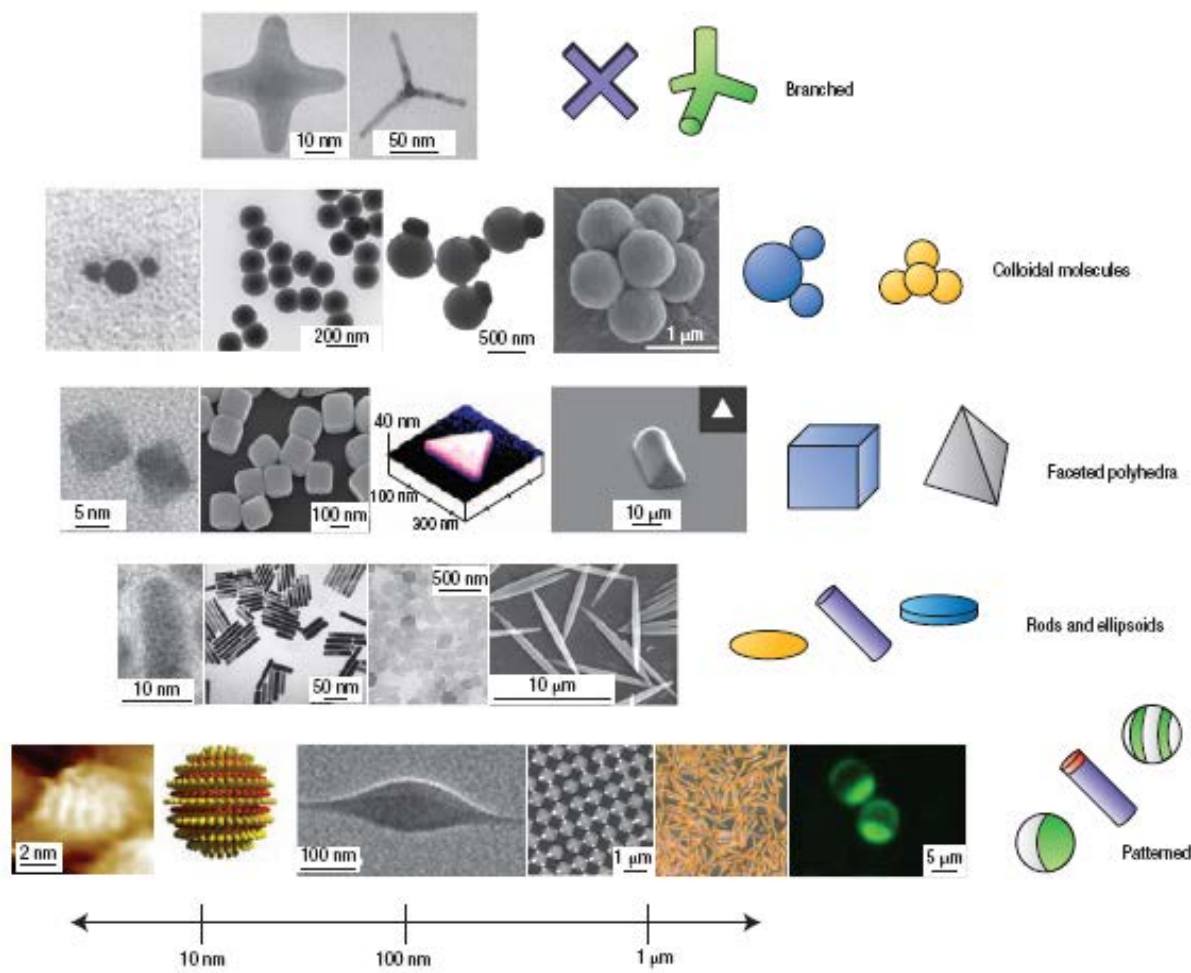 10 nm
50 nm
Branched
200 nm
500 nm
1 μm
Colloidal molecules
5 nm
100 nm
40 nm
100 nm
300 nm
10 μm
Faceted polyhedra
10 nm
50 nm
500 nm
10 μm
Rods and ellipsoids
2 nm
100 nm
1 μm
5 μm
Patterned
10 nm
100 nm
1 μm